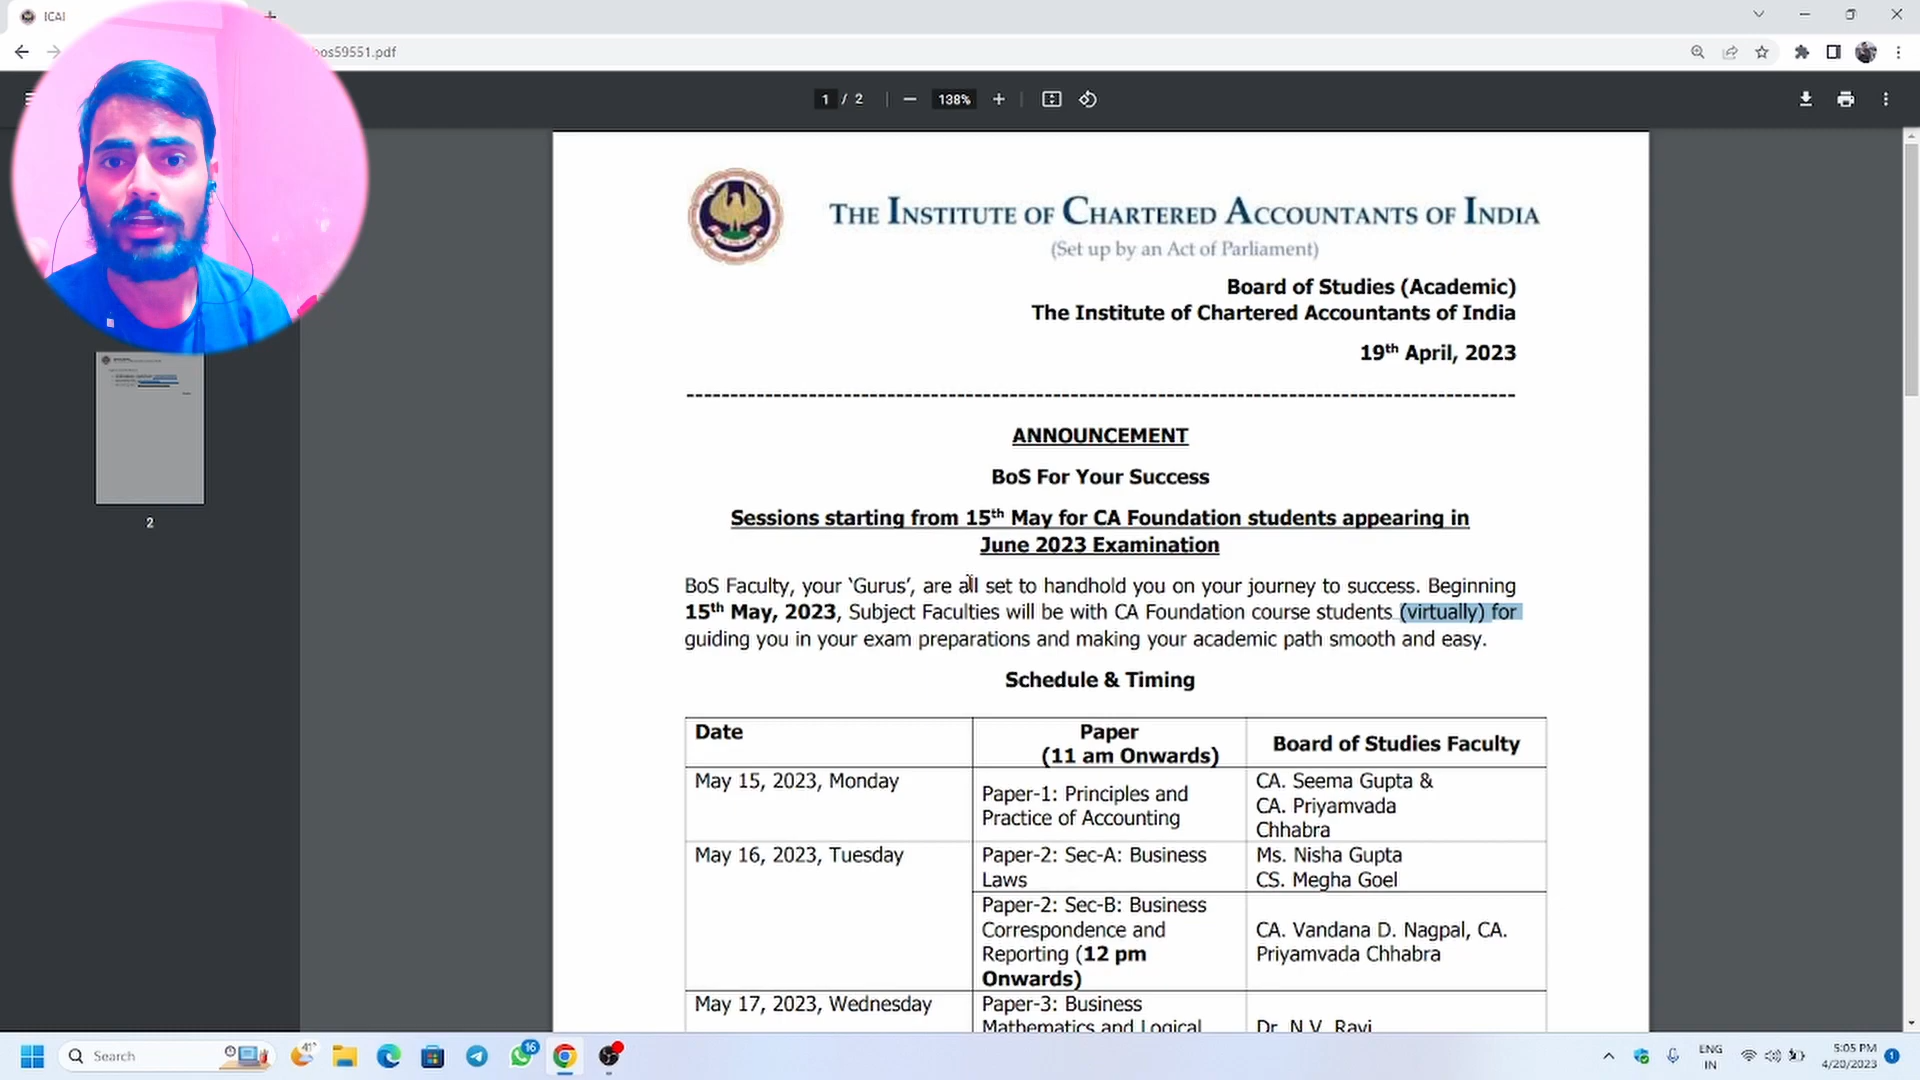 ICAI
bos59551.pdf
1 / 2
138%
THE INSTITUTE OF CHARTERED ACCOUNTANTS OF INDIA
(Set up by an Act of Parliament)
Board of Studies (Academic)
The Institute of Chartered Accountants of India
19th April, 2023
ANNOUNCEMENT
BoS For Your Success
Sessions starting from 15th May for CA Foundation students appearing in
June 2023 Examination
BoS Faculty, your ‘Gurus’, are all set to handhold you on your journey to success. Beginning
15th May, 2023, Subject Faculties will be with CA Foundation course students (virtually) for
guiding you in your exam preparations and making your academic path smooth and easy.
Schedule & Timing
Date
Paper
(11 am Onwards)
Board of Studies Faculty
May 15, 2023, Monday
Paper-1: Principles and
Practice of Accounting
CA. Seema Gupta &
CA. Priyamvada
Chhabra
May 16, 2023, Tuesday
Paper-2: Sec-A: Business
Laws
Ms. Nisha Gupta
CS. Megha Goel
Paper-2: Sec-B: Business
Correspondence and
Reporting (12 pm
Onwards)
CA. Vandana D. Nagpal, CA.
Priyamvada Chhabra
May 17, 2023, Wednesday
Paper-3: Business
Mathematics and Logical
Dr. N.V. Ravi
2
Search
41°
16
ENG
IN
5:05 PM
4/20/2023
1